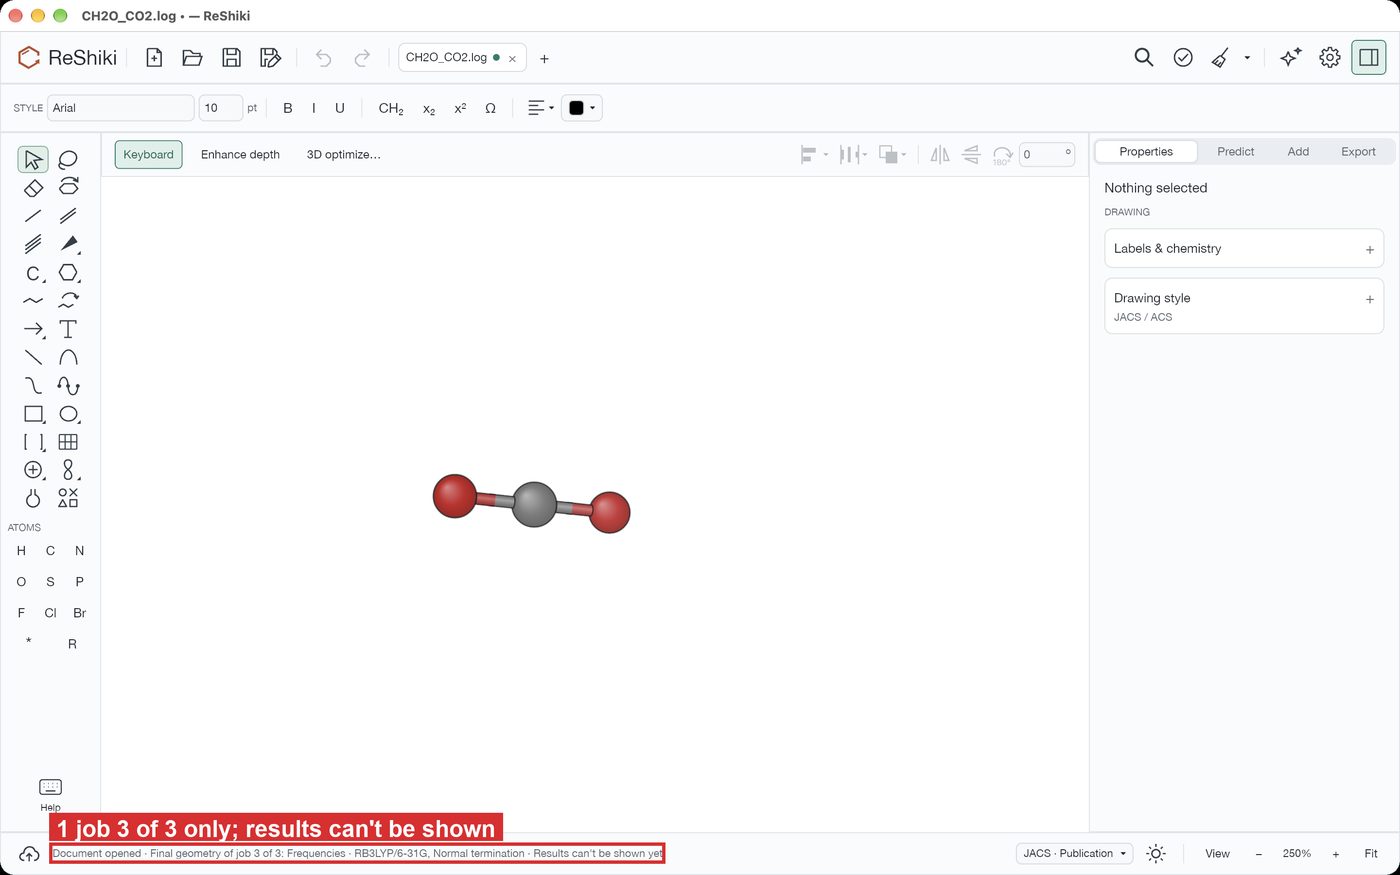 CH2O_CO2.log • — ReShiki
ReShiki
CH2O_CO2.log
STYLE Arial 10 pt B I U CH₂ x₂ x² Ω
Keyboard Enhance depth 3D optimize...
180° 0 °
Properties Predict Add Export
Nothing selected
DRAWING
Labels & chemistry +
Drawing style +
JACS / ACS
C
T
ATOMS
H C N
O S P
F Cl Br
* R
Help
1 job 3 of 3 only; results can't be shown
Document opened · Final geometry of job 3 of 3: Frequencies · RB3LYP/6-31G, Normal termination · Results can't be shown yet
JACS · Publication View − 250% + Fit